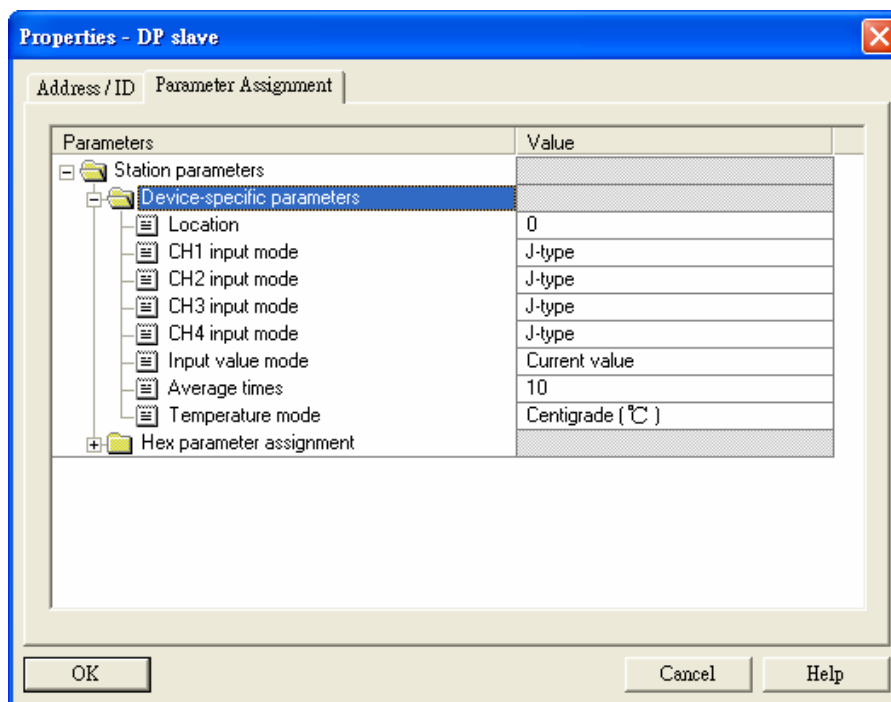 Properties - DP slave
Address / ID Parameter Assignment
Parameters Value
Station parameters
Device-specific parameters
Location 0
CH1 input mode J-type
CH2 input mode J-type
CH3 input mode J-type
CH4 input mode J-type
Input value mode Current value
Average times 10
Temperature mode Centigrade ( ℃ )
Hex parameter assignment
OK Cancel Help